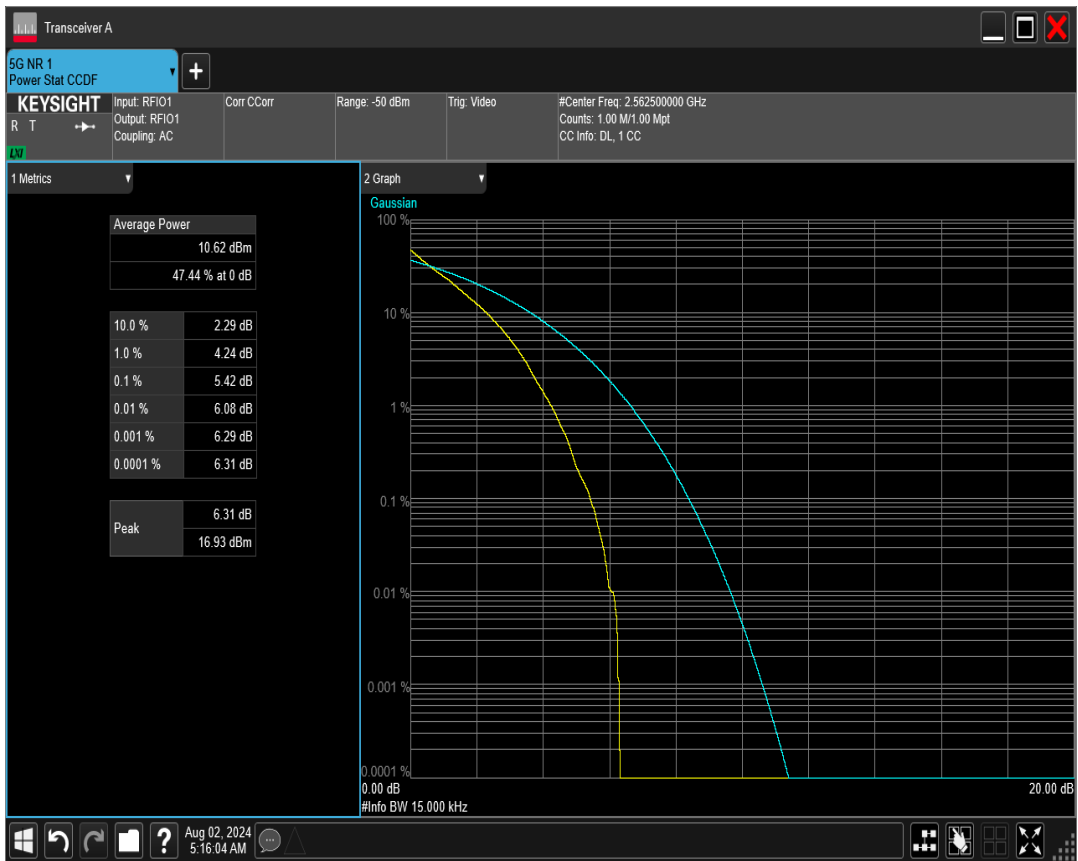 Transceiver A
5G NR 1
Power Stat CCDF
KEYSIGHT
R T
LXI
Input: RFIO1
Output: RFIO1
Coupling: AC
Corr CCorr
Range: -50 dBm
Trig: Video
#Center Freq: 2.562500000 GHz
Counts: 1.00 M/1.00 Mpt
CC Info: DL, 1 CC
1 Metrics
Average Power
10.62 dBm
47.44 % at 0 dB
10.0 % 2.29 dB
1.0 % 4.24 dB
0.1 % 5.42 dB
0.01 % 6.08 dB
0.001 % 6.29 dB
0.0001 % 6.31 dB
Peak
6.31 dB
16.93 dBm
2 Graph
Gaussian
100 %
10 %
1 %
0.1 %
0.01 %
0.001 %
0.0001 %
0.00 dB 20.00 dB
#Info BW 15.000 kHz
Aug 02, 2024
5:16:04 AM